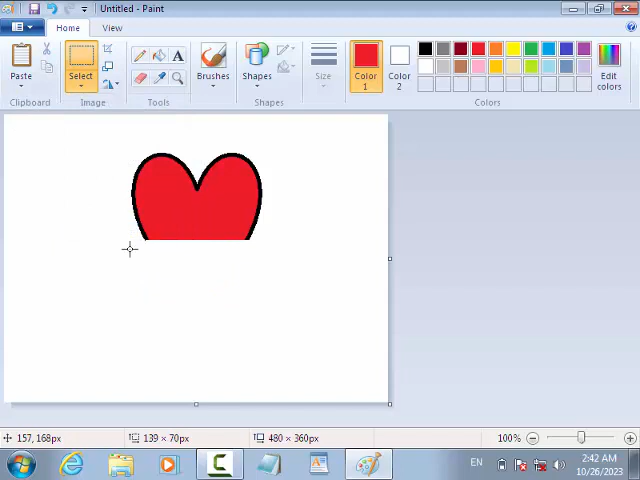 Untitled - Paint
Home View
Paste
Select
Brushes
Shapes
Size
Color 1
Color 2
Edit colors
Clipboard
Image
Tools
Shapes
Colors
157, 168px
139 × 70px
480 × 360px
100%
EN
2:42 AM
10/26/2023